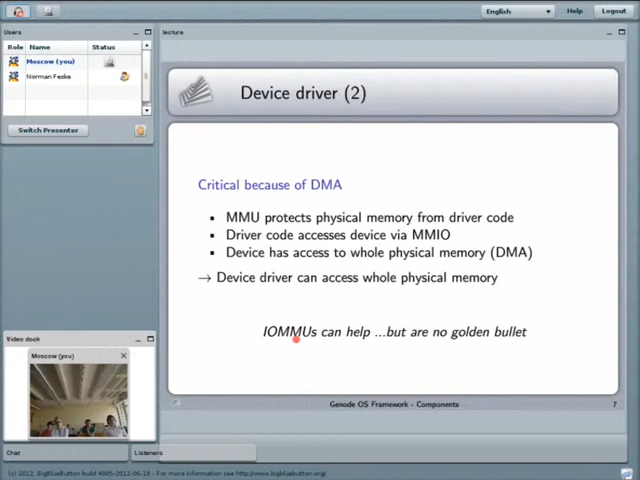 English
Help
Logout
Users
Role Name Status
Moscow (you)
Norman Feske
Switch Presenter
Video dock
Moscow (you)
Chat
Listeners
lecture
Device driver (2)
Critical because of DMA
▪ MMU protects physical memory from driver code
▪ Driver code accesses device via MMIO
▪ Device has access to whole physical memory (DMA)
→ Device driver can access whole physical memory
IOMMUs can help ...but are no golden bullet
Genode OS Framework - Components 7
(c) 2012, BigBlueButton build 4005-2012-06-18 - For more information see http://www.bigbluebutton.org/